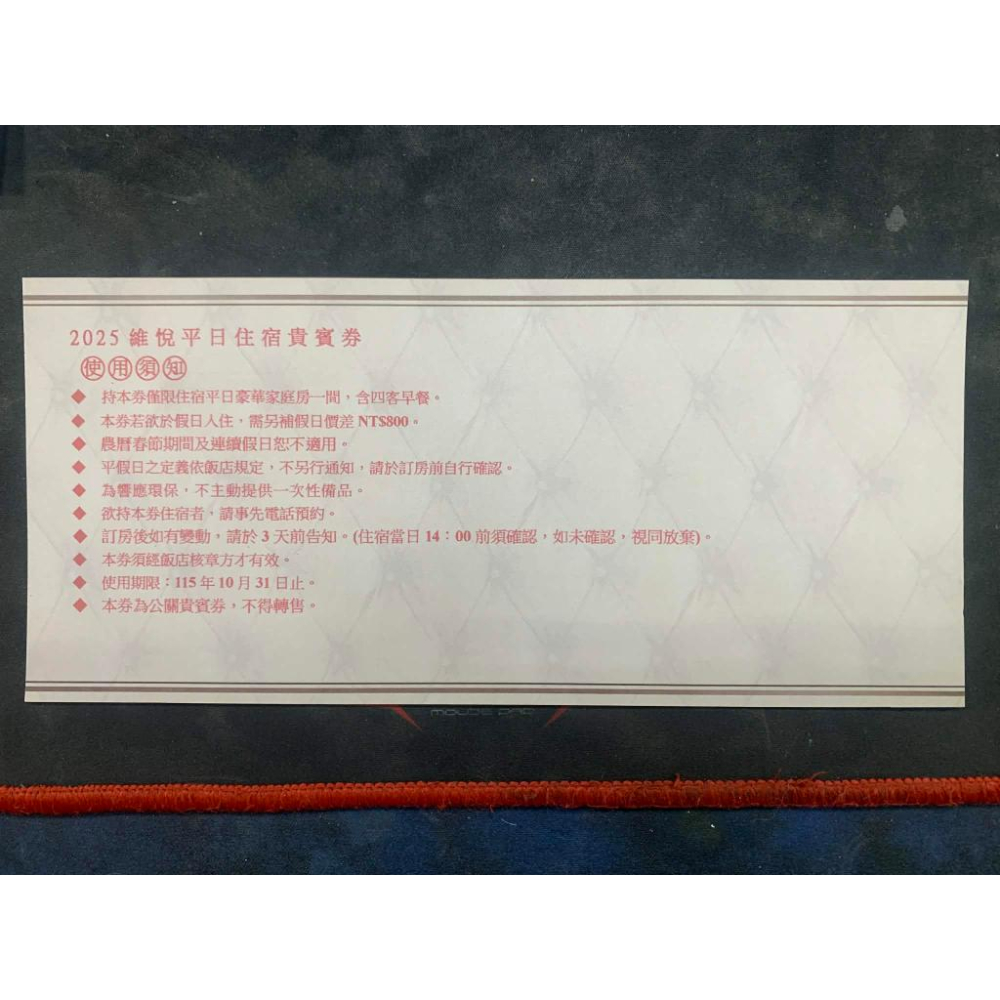 2025 維悅平日住宿貴賓券
使用須知
◆ 持本券僅限住宿平日豪華家庭房一間，含四客早餐。
◆ 本券若欲於假日入住，需另補假日價差 NT$800。
◆ 農曆春節期間及連續假日恕不適用。
◆ 平假日之定義依飯店規定，不另行通知，請於訂房前自行確認。
◆ 為響應環保，不主動提供一次性備品。
◆ 欲持本券住宿者，請事先電話預約。
◆ 訂房後如有變動，請於 3 天前告知。(住宿當日 14：00 前須確認，如未確認，視同放棄)。
◆ 本券須經飯店核章方才有效。
◆ 使用期限：115 年 10 月 31 日止。
◆ 本券為公關貴賓券，不得轉售。
MOUSE PAD